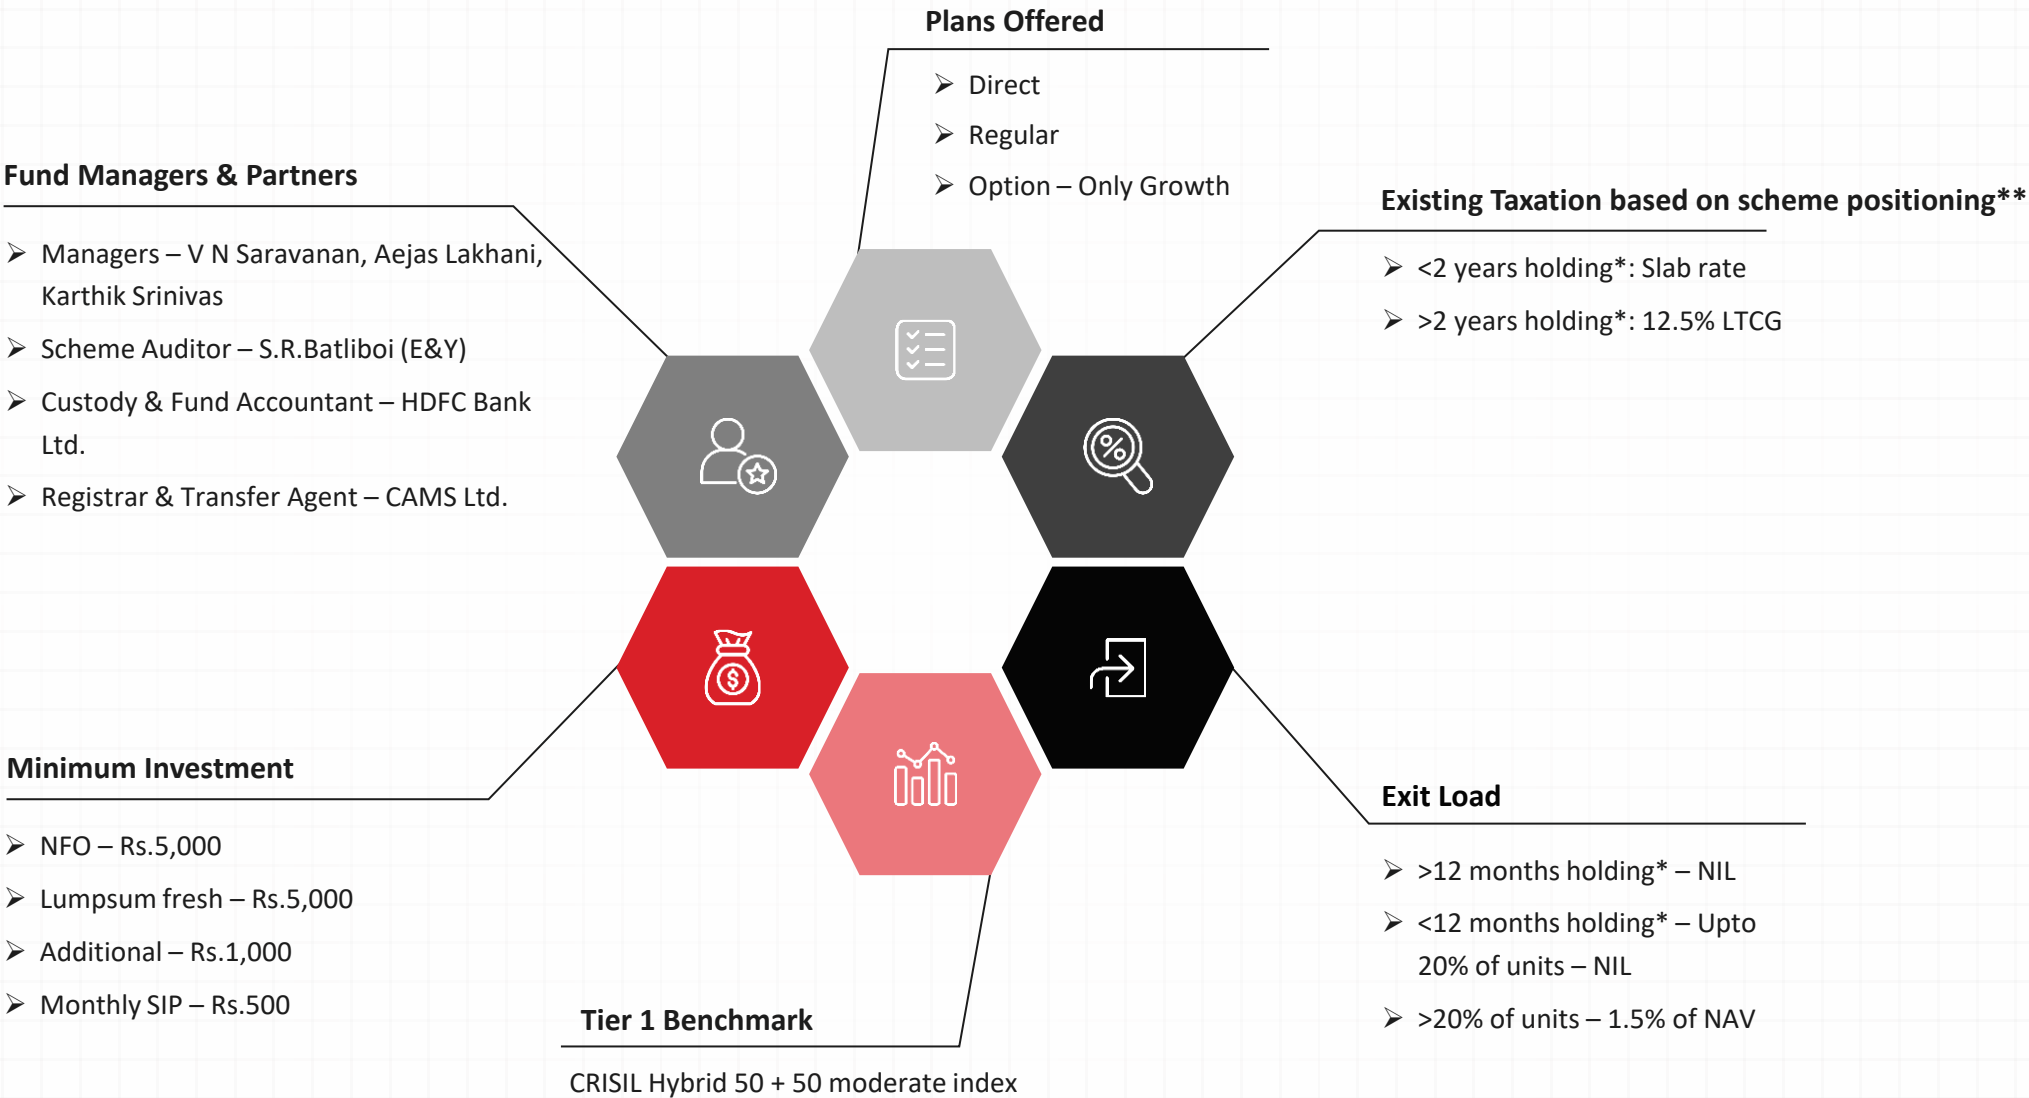 Plans Offered
➢ Direct
➢ Regular
➢ Option – Only Growth
Fund Managers & Partners
➢ Managers – V N Saravanan, Aejas Lakhani,
Karthik Srinivas
➢ Scheme Auditor – S.R.Batliboi (E&Y)
➢ Custody & Fund Accountant – HDFC Bank
Ltd.
➢ Registrar & Transfer Agent – CAMS Ltd.
Existing Taxation based on scheme positioning**
➢ <2 years holding*: Slab rate
➢ >2 years holding*: 12.5% LTCG
%
$
Minimum Investment
➢ NFO – Rs.5,000
➢ Lumpsum fresh – Rs.5,000
➢ Additional – Rs.1,000
➢ Monthly SIP – Rs.500
Tier 1 Benchmark
CRISIL Hybrid 50 + 50 moderate index
Exit Load
➢ >12 months holding* – NIL
➢ <12 months holding* – Upto
20% of units – NIL
➢ >20% of units – 1.5% of NAV